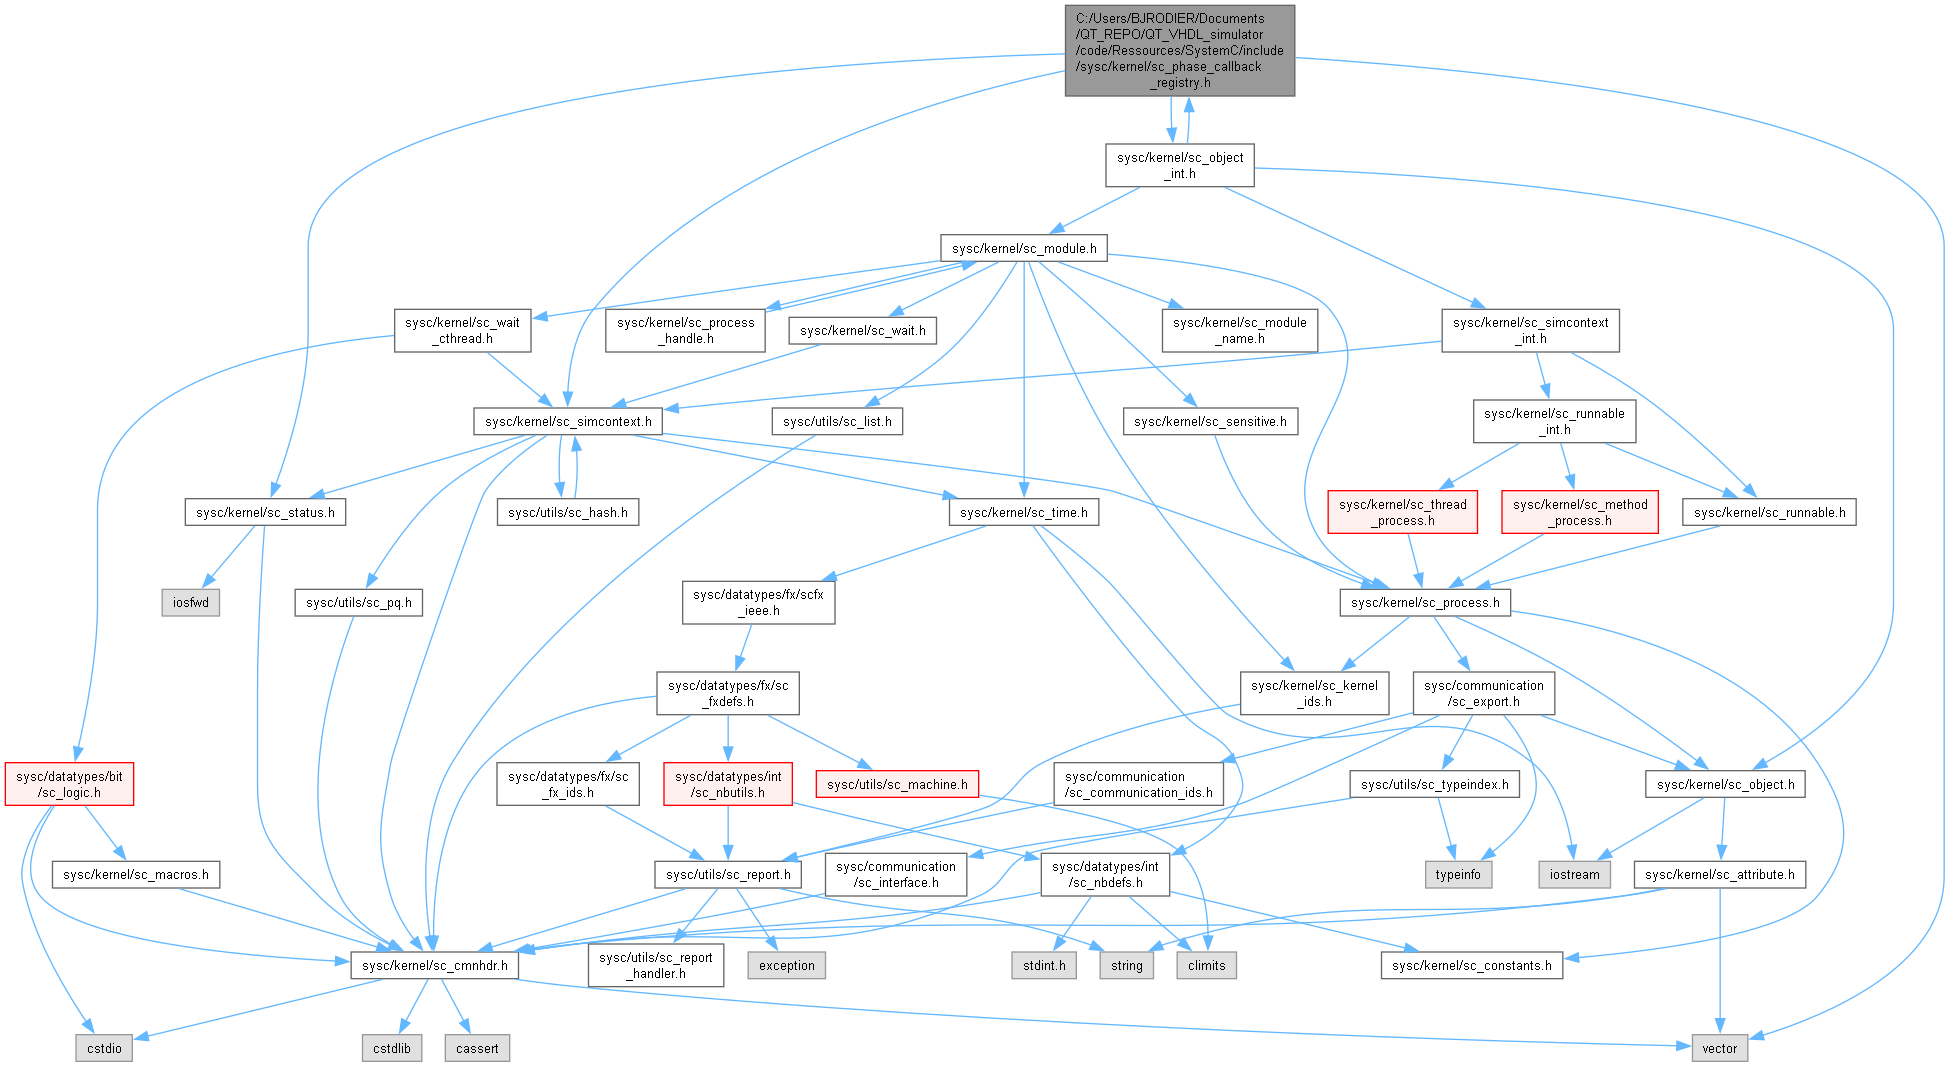 C:/Users/BJRODIER/Documents
/QT_REPO/QT_VHDL_simulator
/code/Ressources/SystemC/include
/sysc/kernel/sc_phase_callback
_registry.h
sysc/kernel/sc_object
_int.h
sysc/kernel/sc_module.h
sysc/kernel/sc_wait
_cthread.h
sysc/kernel/sc_process
_handle.h
sysc/kernel/sc_wait.h
sysc/kernel/sc_module
_name.h
sysc/kernel/sc_simcontext
_int.h
sysc/kernel/sc_simcontext.h
sysc/utils/sc_list.h
sysc/kernel/sc_sensitive.h
sysc/kernel/sc_runnable
_int.h
sysc/kernel/sc_status.h
sysc/utils/sc_hash.h
sysc/kernel/sc_time.h
sysc/kernel/sc_thread
_process.h
sysc/kernel/sc_method
_process.h
sysc/kernel/sc_runnable.h
iosfwd
sysc/utils/sc_pq.h
sysc/datatypes/fx/scfx
_ieee.h
sysc/kernel/sc_process.h
sysc/datatypes/fx/sc
_fxdefs.h
sysc/kernel/sc_kernel
_ids.h
sysc/communication
/sc_export.h
sysc/datatypes/bit
/sc_logic.h
sysc/datatypes/fx/sc
_fx_ids.h
sysc/datatypes/int
/sc_nbutils.h
sysc/utils/sc_machine.h
sysc/communication
/sc_communication_ids.h
sysc/utils/sc_typeindex.h
sysc/kernel/sc_object.h
sysc/kernel/sc_macros.h
sysc/utils/sc_report.h
sysc/communication
/sc_interface.h
sysc/datatypes/int
/sc_nbdefs.h
typeinfo
iostream
sysc/kernel/sc_attribute.h
sysc/kernel/sc_cmnhdr.h
sysc/utils/sc_report
_handler.h
exception
stdint.h
string
climits
sysc/kernel/sc_constants.h
cstdio
cstdlib
cassert
vector